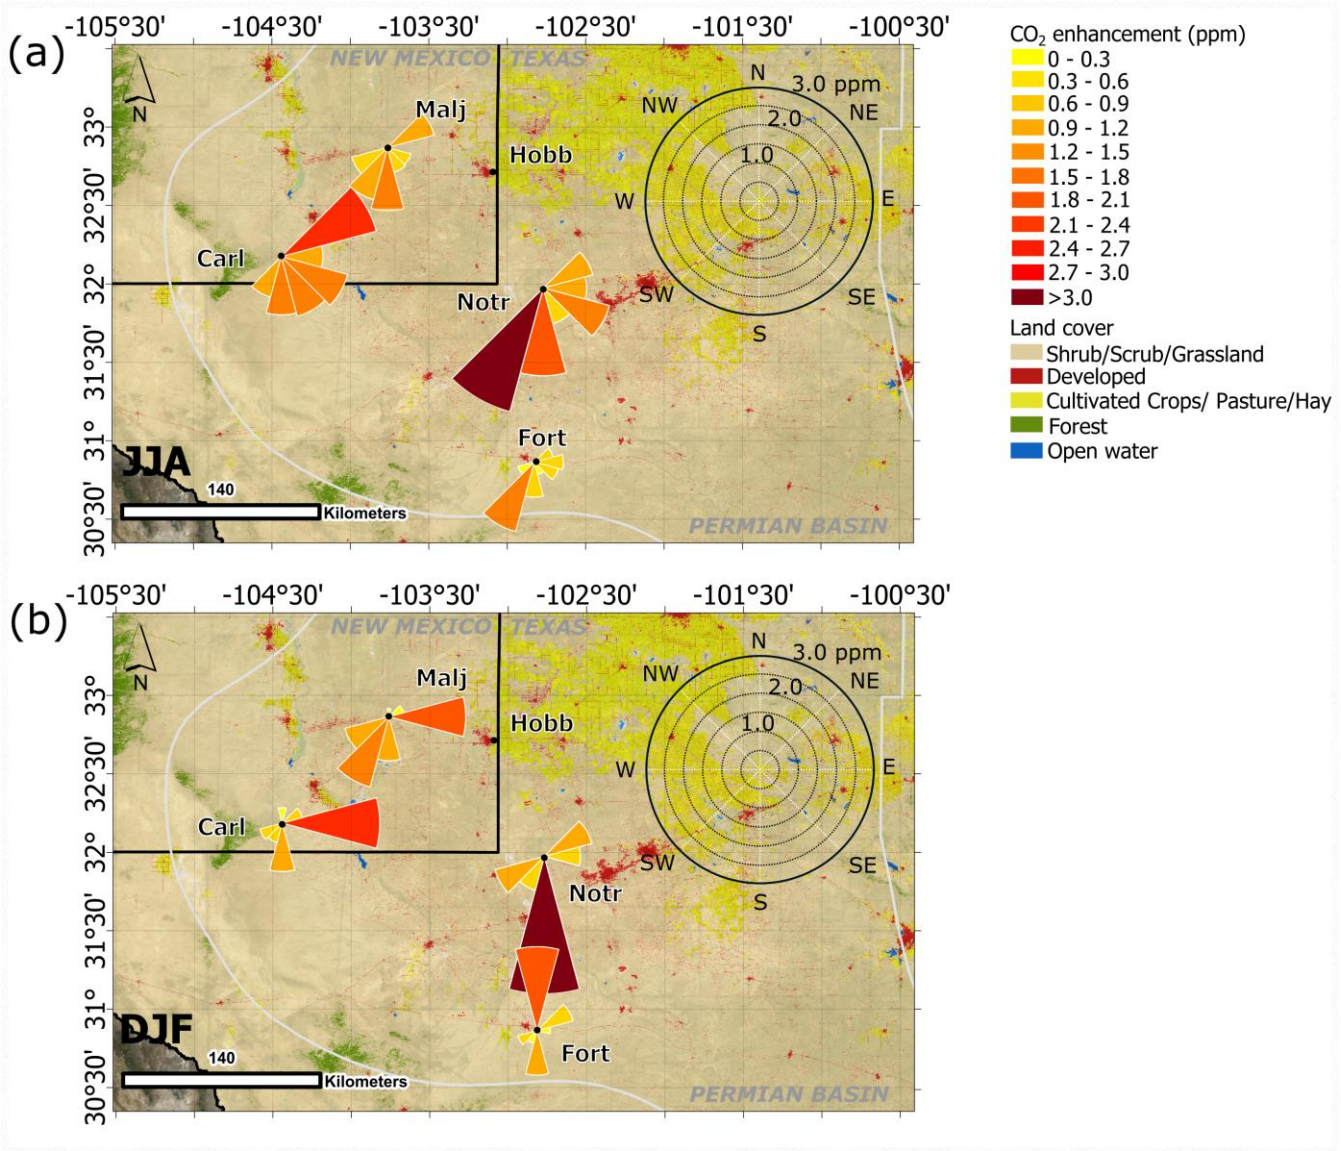 -105°30' -104°30' -103°30' -102°30' -101°30' -100°30'
(a)
NEW MEXICO TEXAS
N
Malj
Hobb
Carl
Notr
Fort
N
3.0 ppm
NW
NE
2.0
1.0
W
E
SW
SE
S
33°
32°30'
32°
31°30'
31°
30°30'
JJA
140
Kilometers
PERMIAN BASIN
CO2 enhancement (ppm)
0 - 0.3
0.3 - 0.6
0.6 - 0.9
0.9 - 1.2
1.2 - 1.5
1.5 - 1.8
1.8 - 2.1
2.1 - 2.4
2.4 - 2.7
2.7 - 3.0
>3.0
Land cover
Shrub/Scrub/Grassland
Developed
Cultivated Crops/ Pasture/Hay
Forest
Open water
-105°30' -104°30' -103°30' -102°30' -101°30' -100°30'
(b)
NEW MEXICO TEXAS
N
Malj
Hobb
Carl
Notr
Fort
N
3.0 ppm
NW
NE
2.0
1.0
W
E
SW
SE
S
33°
32°30'
32°
31°30'
31°
30°30'
DJF
140
Kilometers
PERMIAN BASIN